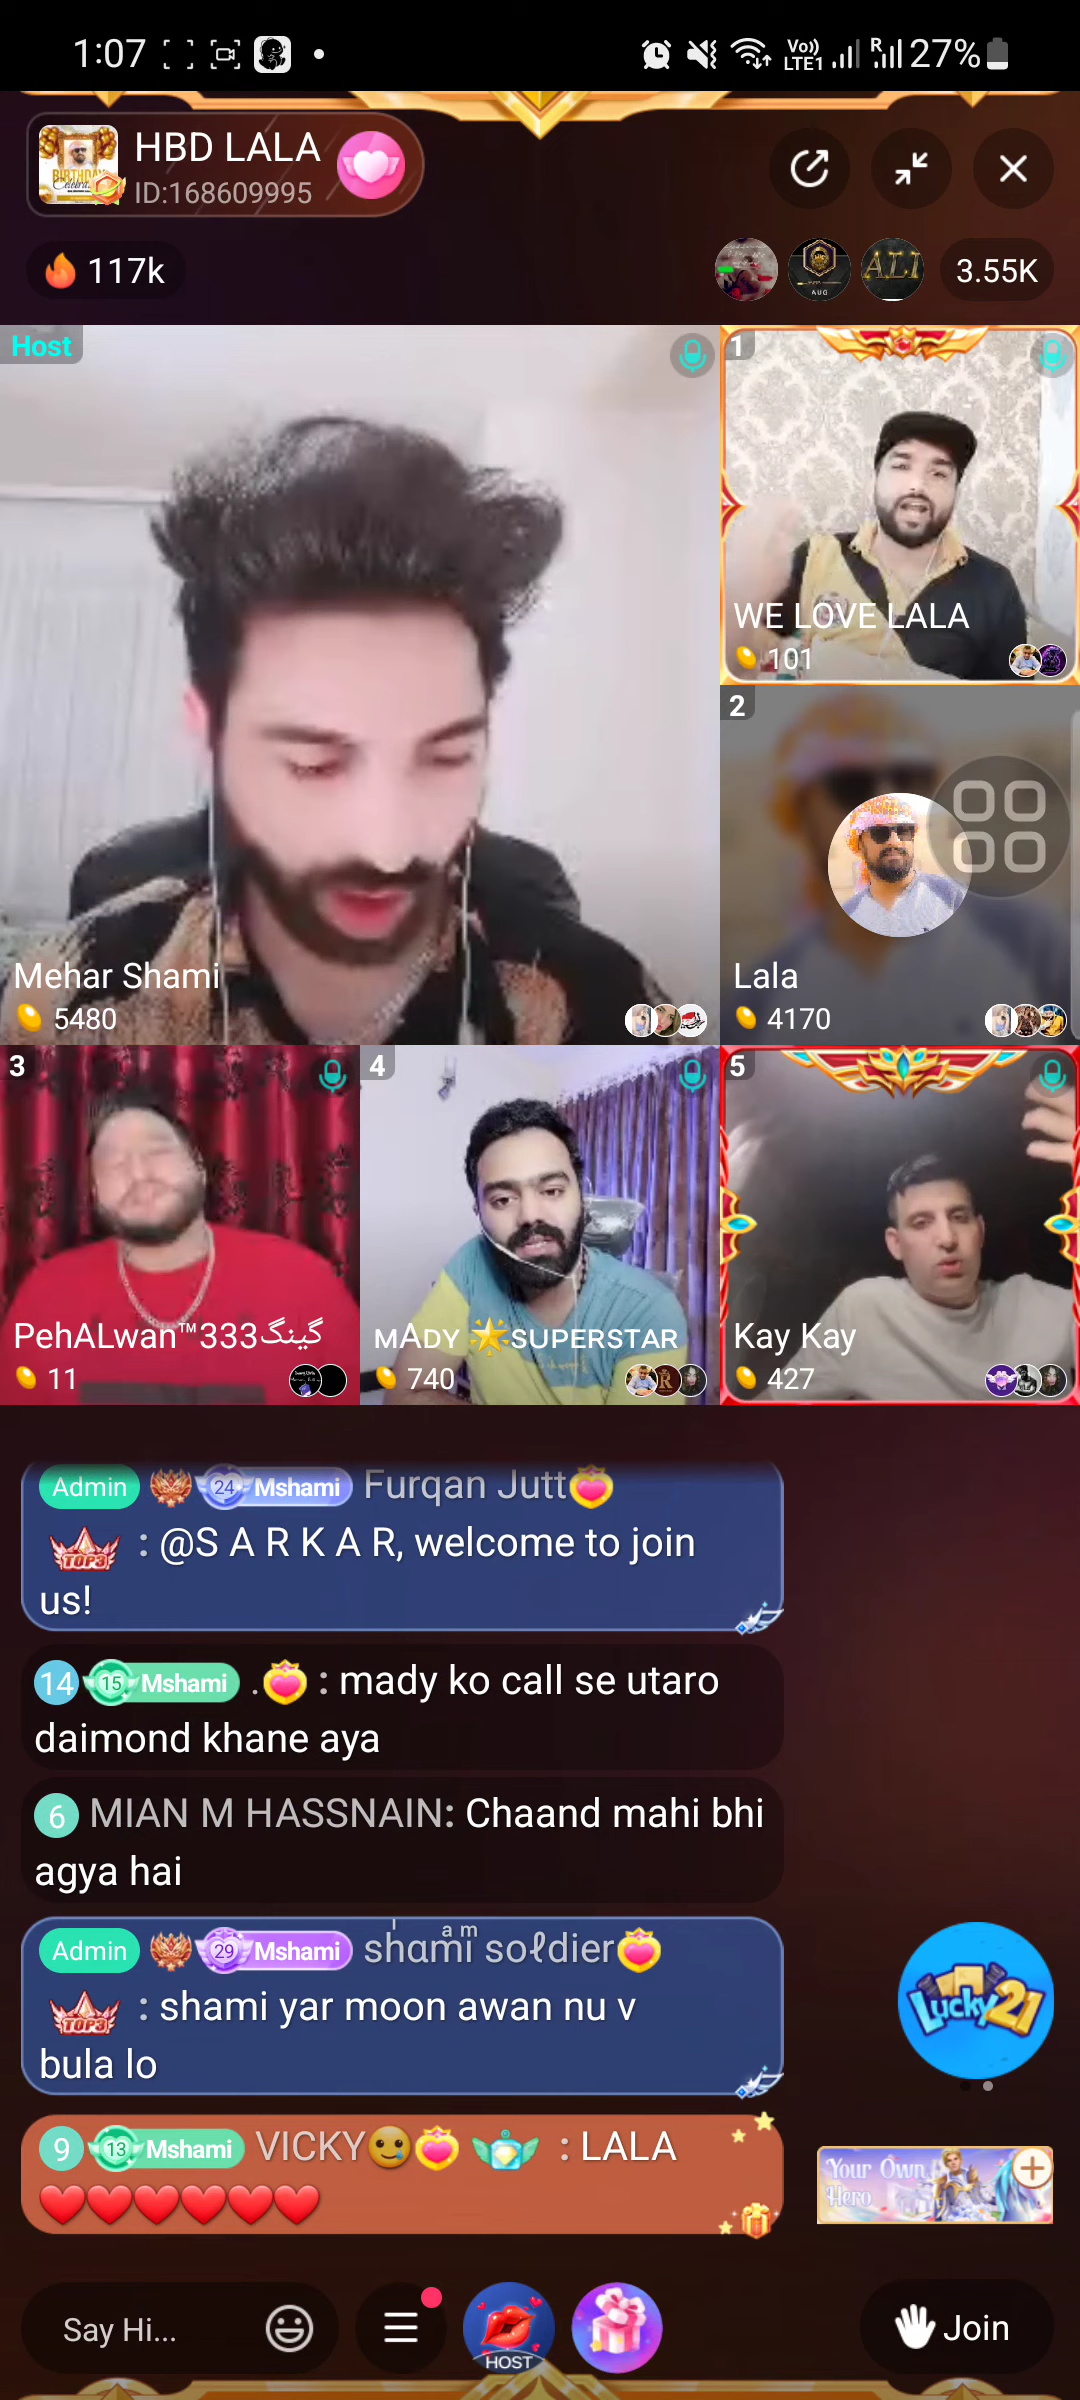 1:07
Vo))
LTE1
R
27%
HBD LALA
ID:168609995
117k
ALI
3.55K
Host
Mehar Shami
5480
1
WE LOVE LALA
101
2
Lala
4170
3
PehALwan™333گینگ
11
4
mAdy 🌟superstar
740
5
Kay Kay
427
Admin 24 Mshami Furqan Jutt
TOP3 : @S A R K A R, welcome to join
us!
14 15 Mshami . : mady ko call se utaro
daimond khane aya
6 MIAN M HASSNAIN: Chaand mahi bhi
agya hai
Admin 29 Mshami shami soldier
TOP3 : shami yar moon awan nu v
bula lo
9 13 Mshami VICKY🥲 : LALA
❤️❤️❤️❤️❤️❤️
Lucky21
Your Own
Hero
Say Hi...
HOST
Join